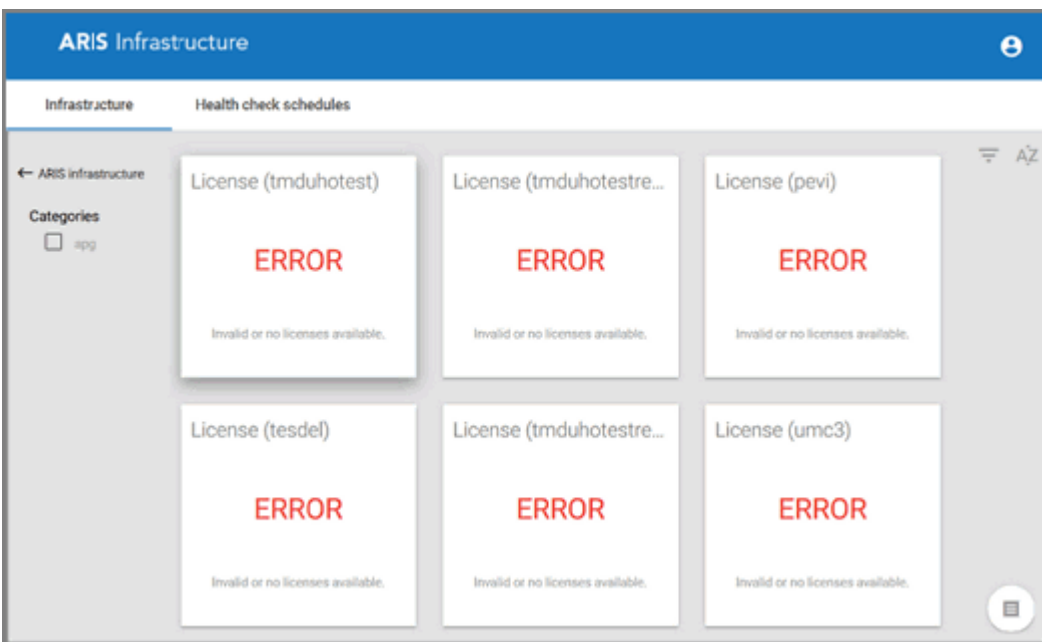 ARIS Infrastructure
Infrastructure
Health check schedules
← ARIS infrastructure
Categories
apg
AZ
License (tmduhotest)
ERROR
Invalid or no licenses available.
License (tmduhotestre...
ERROR
Invalid or no licenses available.
License (pevi)
ERROR
Invalid or no licenses available.
License (tesdel)
ERROR
Invalid or no licenses available.
License (tmduhotestre...
ERROR
Invalid or no licenses available.
License (umc3)
ERROR
Invalid or no licenses available.